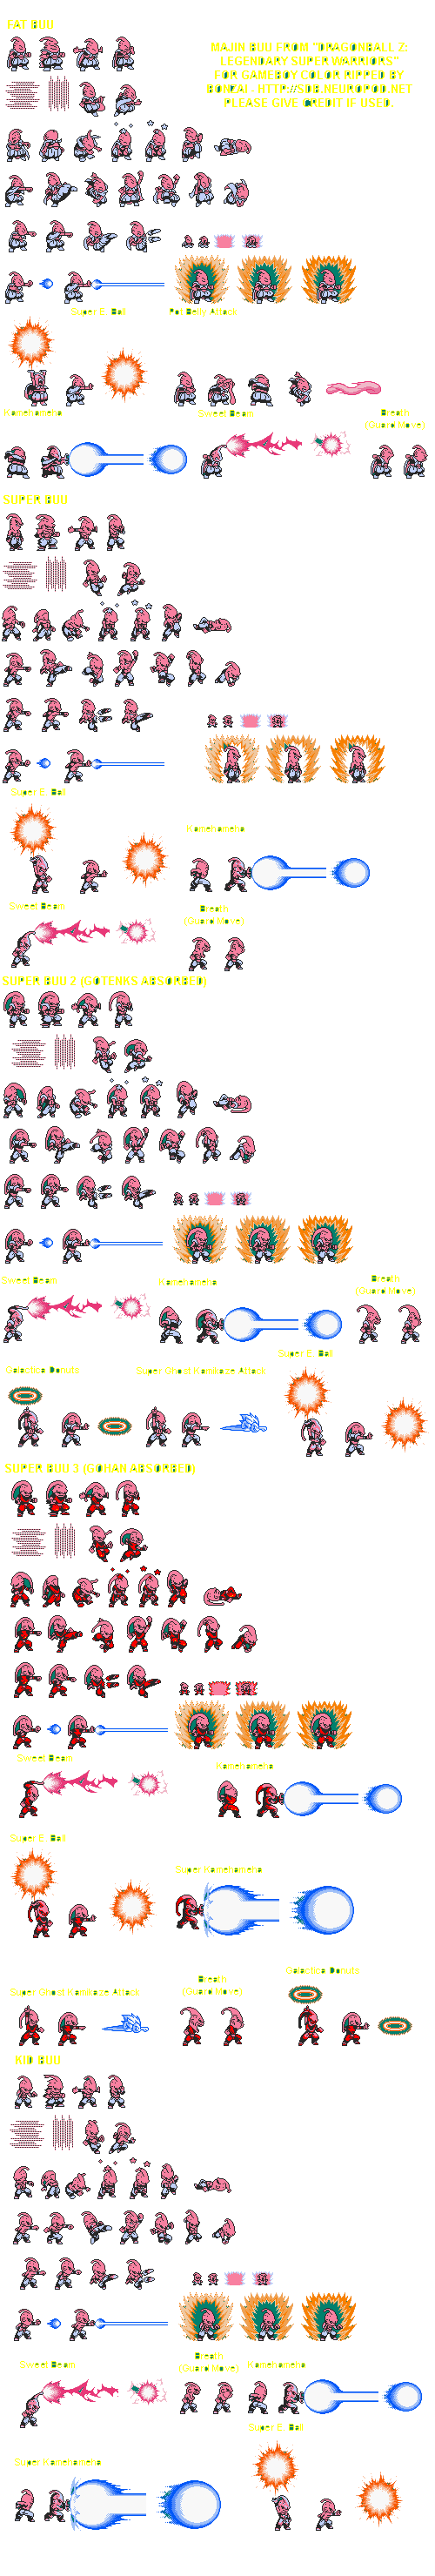 FAT BUU
MAJIN BUU FROM "DRAGONBALL Z:
LEGENDARY SUPER WARRIORS"
FOR GAMEBOY COLOR RIPPED BY
BONZAI - HTTP://SDB.NEUROPOD.NET
PLEASE GIVE CREDIT IF USED.
Super E. Ball
Pot Belly Attack
Kamehameha
Sweet Beam
Breath
(Guard Move)
SUPER BUU
Super E. Ball
Kamehameha
Sweet Beam
Breath
(Guard Move)
SUPER BUU 2 (GOTENKS ABSORBED)
Sweet Beam
Kamehameha
Breath
(Guard Move)
Super E. Ball
Galactica Donuts
Super Ghost Kamikaze Attack
SUPER BUU 3 (GOHAN ABSORBED)
Sweet Beam
Kamehameha
Super E. Ball
Super Kamehameha
Galactica Donuts
Breath
(Guard Move)
Super Ghost Kamikaze Attack
KID BUU
Breath
(Guard Move)
Sweet Beam
Kamehameha
Super E. Ball
Super Kamehameha